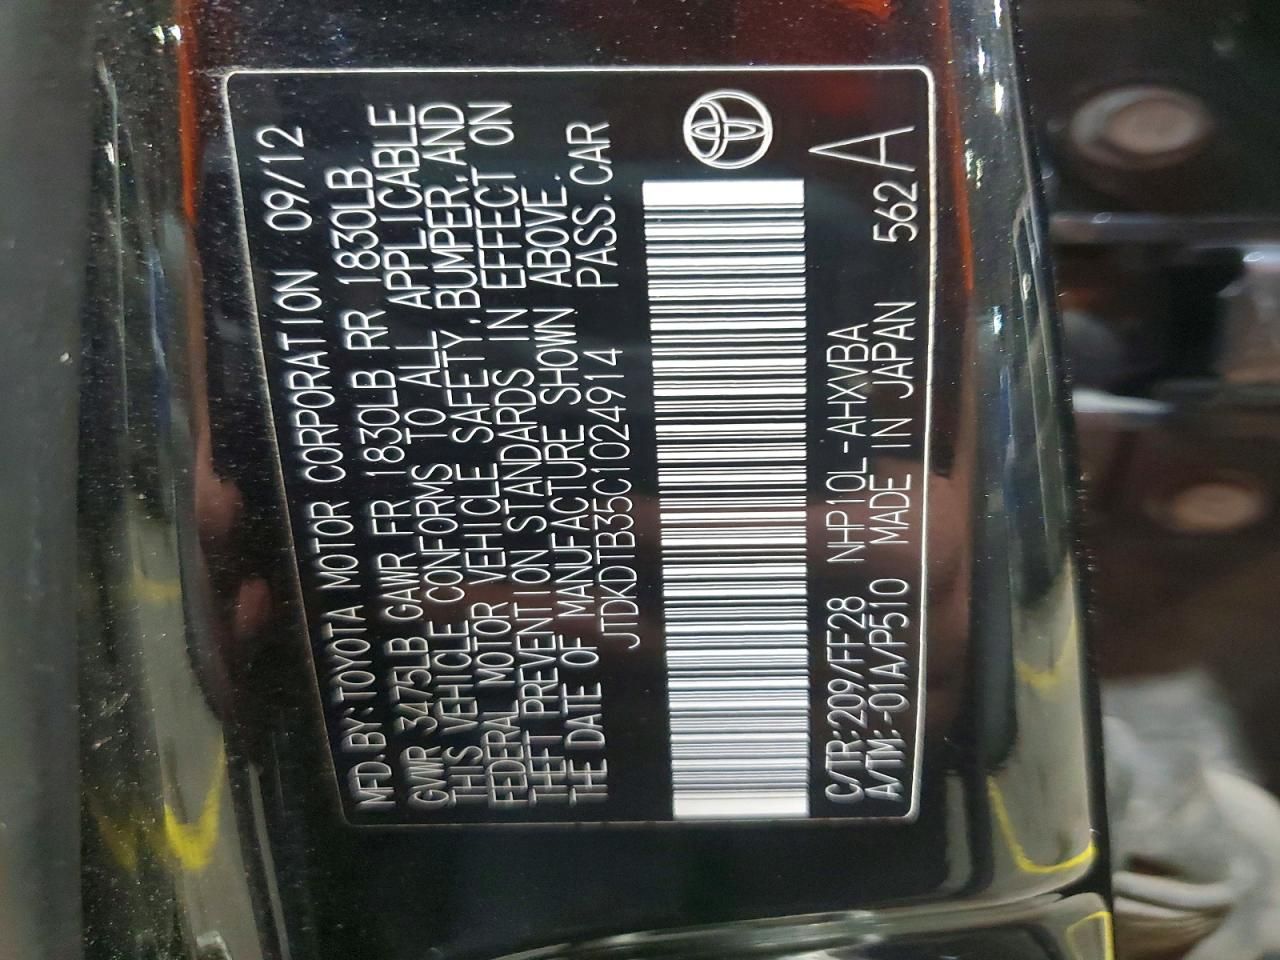 MFD.BY:TOYOTA MOTOR CORPORATION 09/12
GVWR 3475LB GAWR FR 1830LB RR 1830LB
THIS VEHICLE CONFORMS TO ALL APPLICABLE
FEDERAL MOTOR VEHICLE SAFETY,BUMPER,AND
THEFT PREVENTION STANDARDS IN EFFECT ON
THE DATE OF MANUFACTURE SHOWN ABOVE.
JTDKDTB35C1024914 PASS.CAR
C/TR:209/FF28 NHP10L-AHXVBA
A/TM:-01A/P510 MADE IN JAPAN 562 A